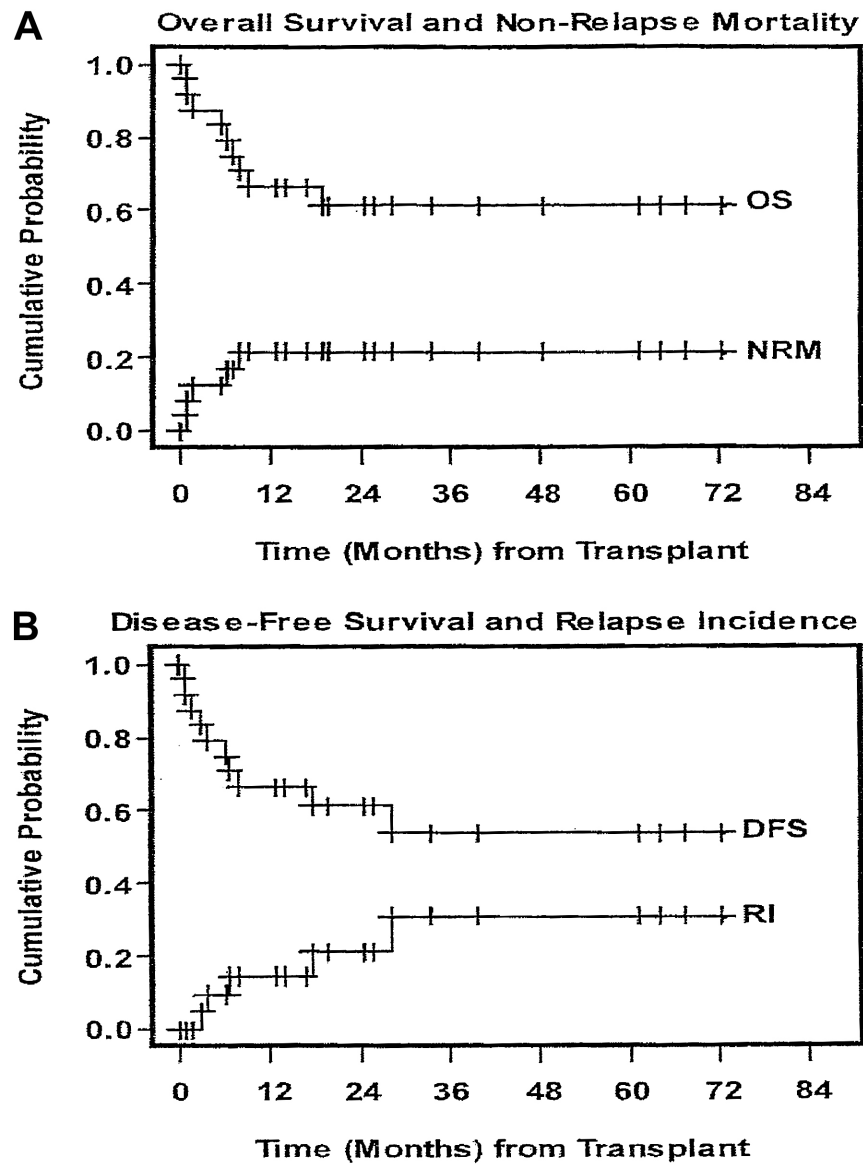 A
Overall Survival and Non-Relapse Mortality
Cumulative Probability
1.0
0.8
0.6
0.4
0.2
0.0
OS
NRM
0 12 24 36 48 60 72 84
Time (Months) from Transplant
B
Disease-Free Survival and Relapse Incidence
Cumulative Probability
1.0
0.8
0.6
0.4
0.2
0.0
DFS
RI
0 12 24 36 48 60 72 84
Time (Months) from Transplant